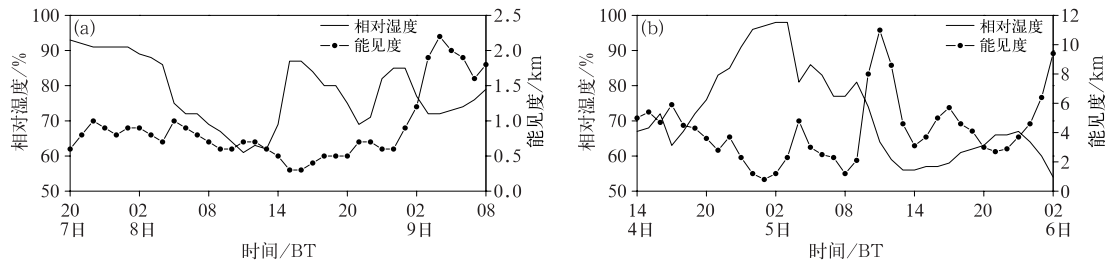 (a)
相对湿度
能见度
相对湿度/%
100
90
80
70
60
50
能见度/km
2.5
2.0
1.5
1.0
0.5
0.0
20 02 08 14 20 02 08
7日 8日 9日
时间/BT
(b)
相对湿度
能见度
相对湿度/%
100
90
80
70
60
50
能见度/km
12
10
8
6
4
2
0
14 20 02 08 14 20 02
4日 5日 6日
时间/BT